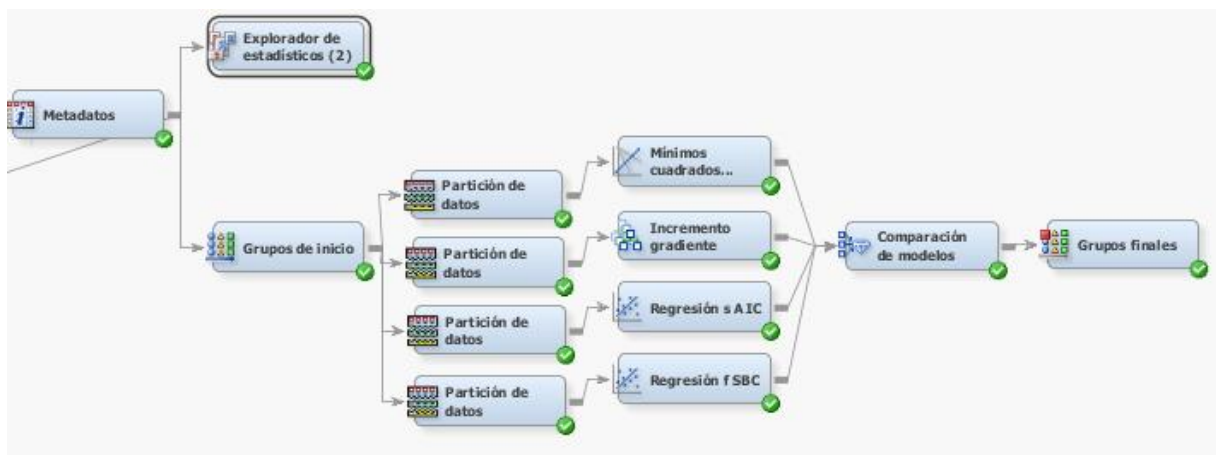 Explorador de
estadísticos (2)
Metadatos
Grupos de inicio
Partición de
datos
Partición de
datos
Partición de
datos
Partición de
datos
Mínimos
cuadrados...
Incremento
gradiente
Regresión s AIC
Regresión f SBC
Comparación
de modelos
Grupos finales